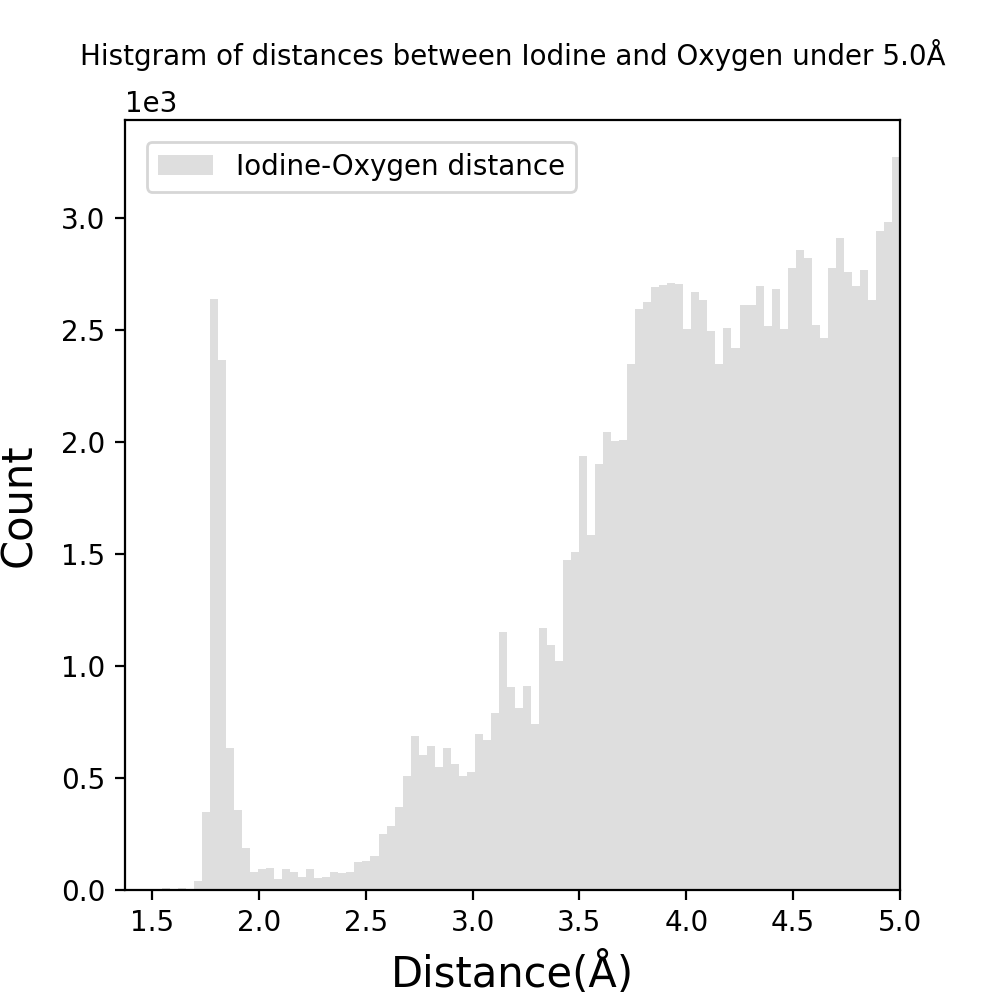 Histgram of distances between Iodine and Oxygen under 5.0Å
1e3
Iodine-Oxygen distance
3.0
2.5
2.0
1.5
1.0
0.5
0.0
Count
1.5 2.0 2.5 3.0 3.5 4.0 4.5 5.0
Distance(Å)